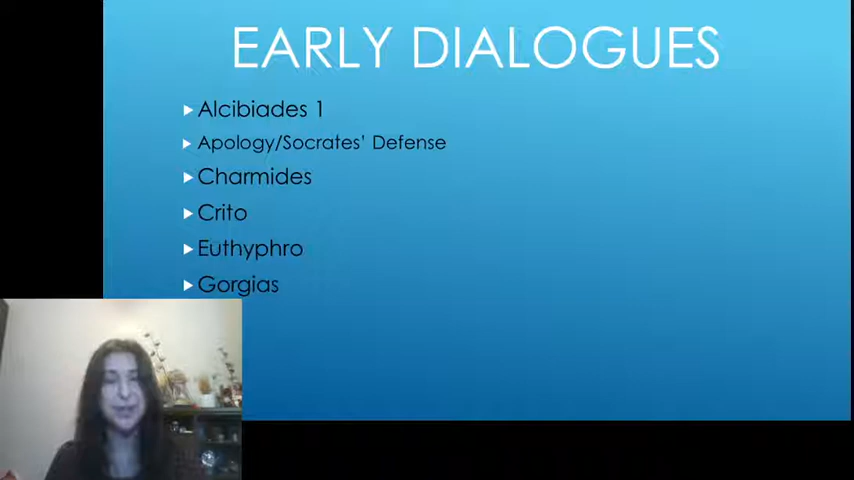 EARLY DIALOGUES
Alcibiades 1
Apology/Socrates' Defense
Charmides
Crito
Euthyphro
Gorgias